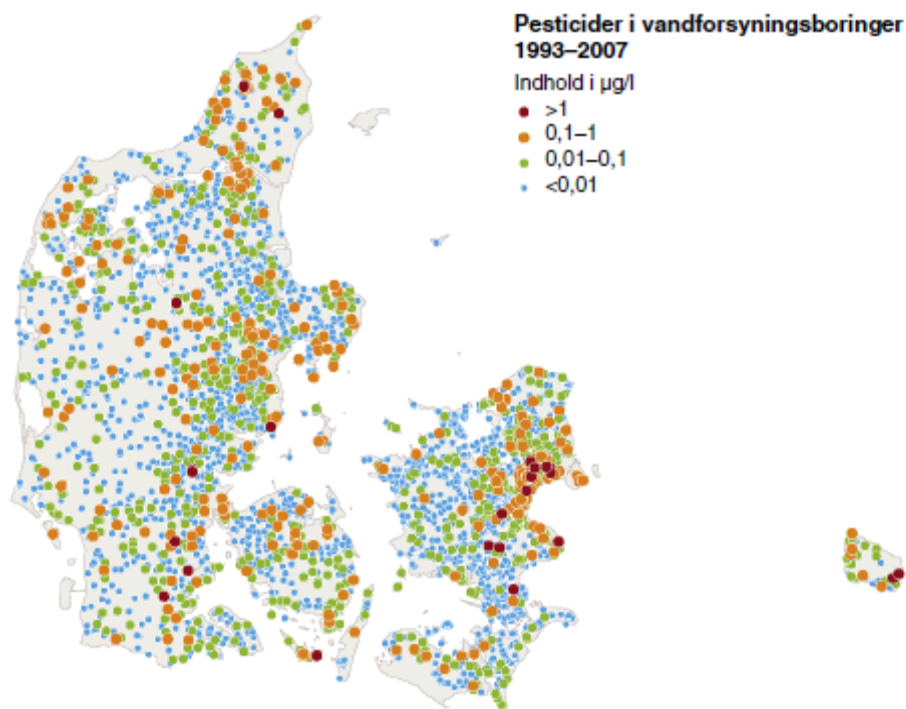 Pesticider i vandforsyningsboringer
1993–2007
Indhold i µg/l
>1
0,1–1
0,01–0,1
<0,01